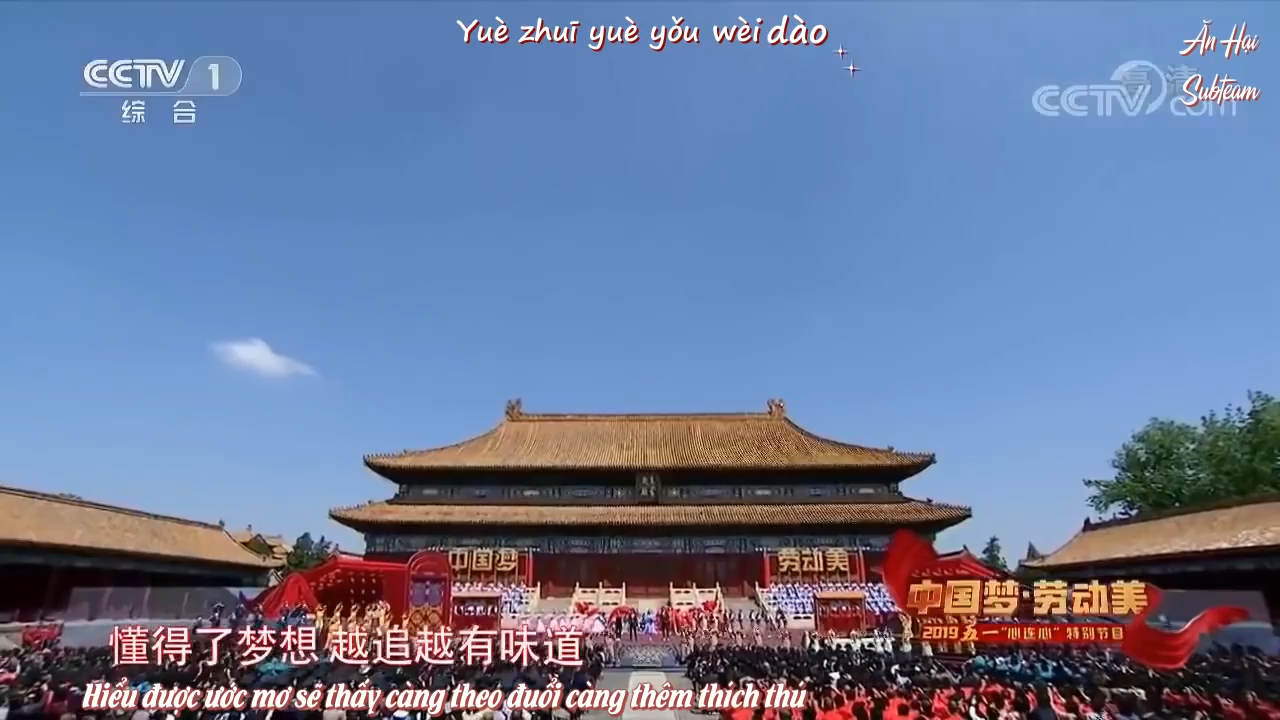 Yuè zhuī yuè yǒu wèi dào
Ăn Hại
Subteam
CCTV 1
综合
高清
CCTV.com
中国梦
劳动美
中国梦·劳动美
2019五一"心连心"特别节目
懂得了梦想 越追越有味道
Hiểu được ước mơ sẽ thấy càng theo đuổi càng thêm thích thú